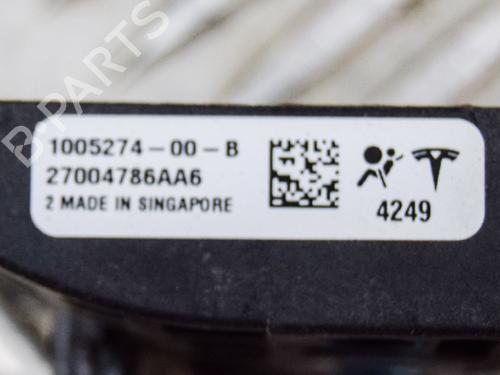 B-PARTS
1005274-00-B
27004786AA6
2 MADE IN SINGAPORE
4249